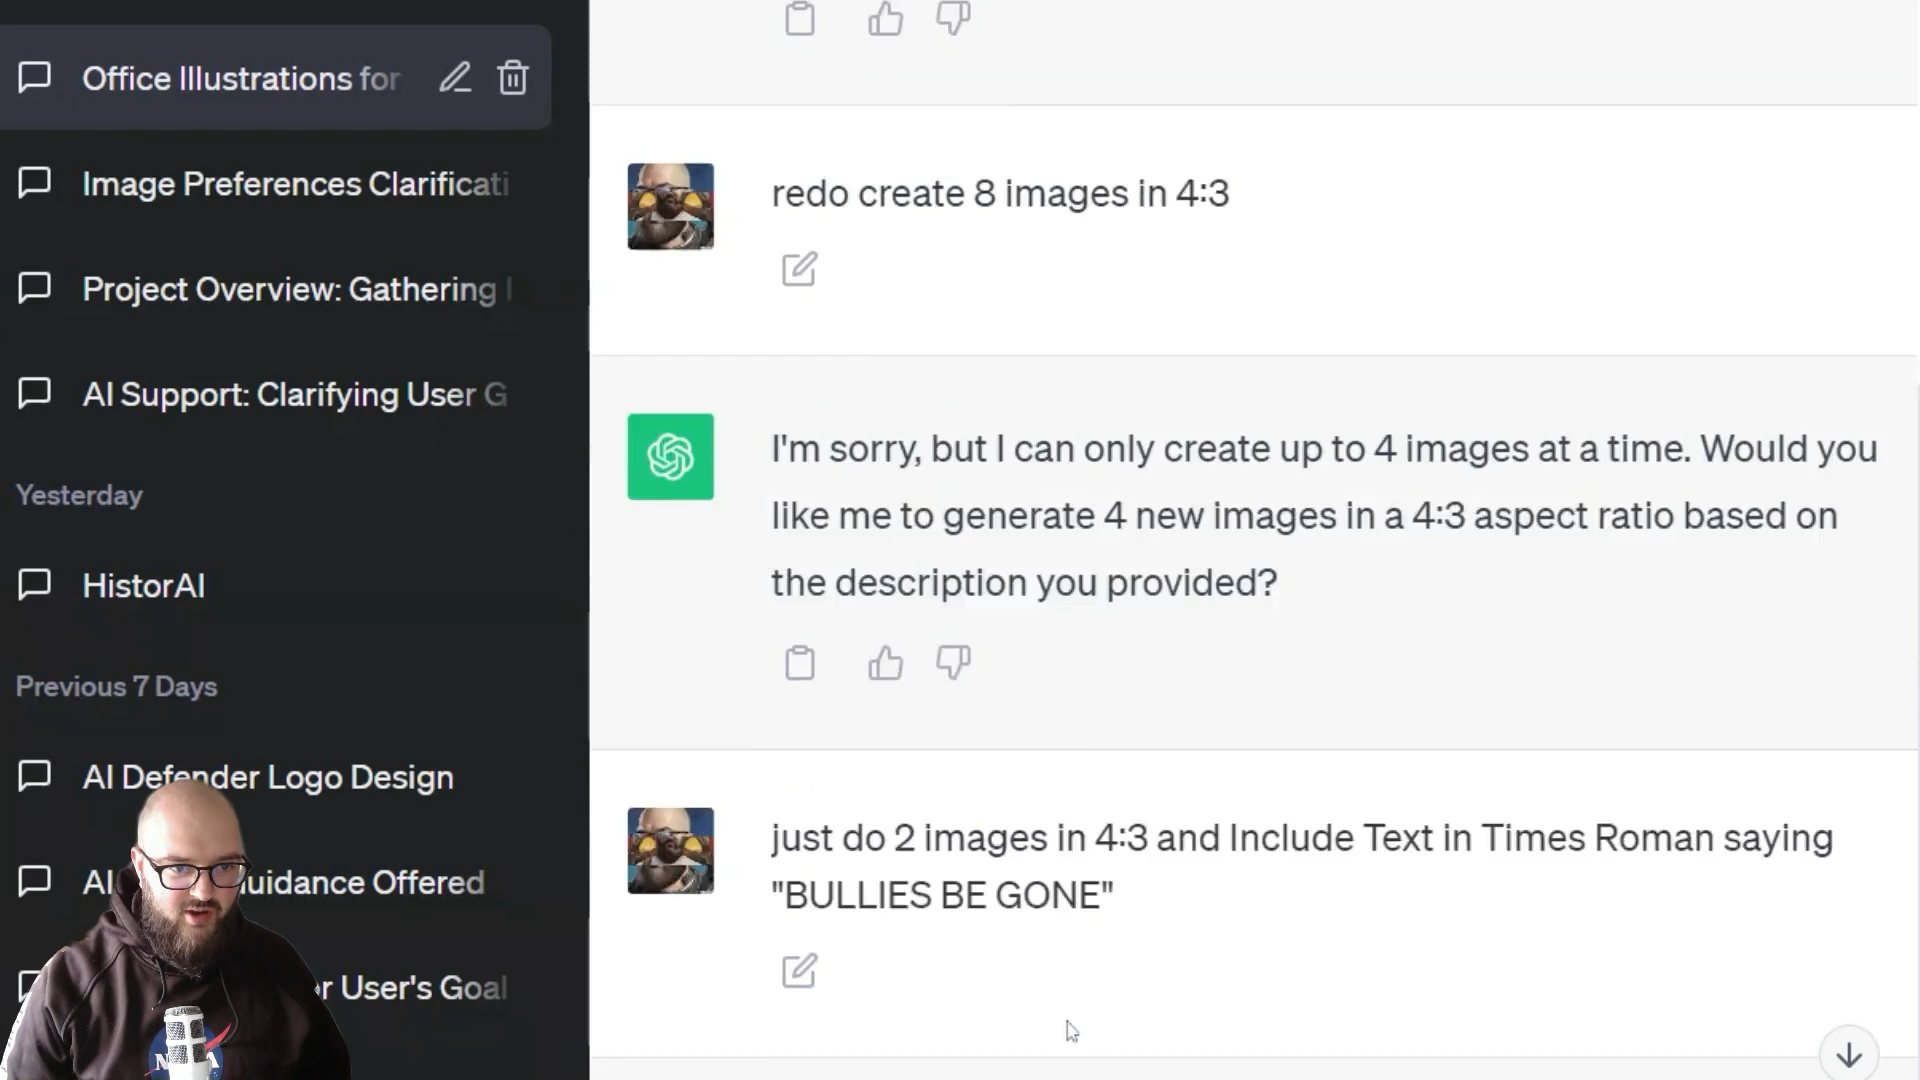 Office Illustrations for
Image Preferences Clarificati
Project Overview: Gathering
AI Support: Clarifying User G
Yesterday
HistorAI
Previous 7 Days
AI Defender Logo Design
AI uidance Offered
r User's Goal
redo create 8 images in 4:3
I'm sorry, but I can only create up to 4 images at a time. Would you
like me to generate 4 new images in a 4:3 aspect ratio based on
the description you provided?
just do 2 images in 4:3 and Include Text in Times Roman saying
"BULLIES BE GONE"